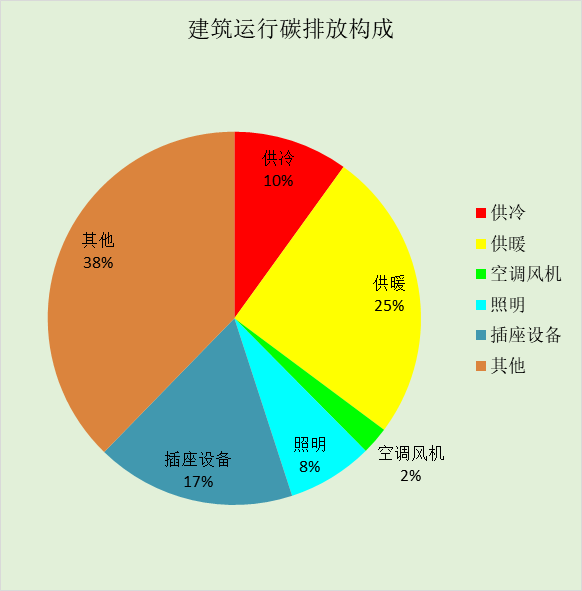 建筑运行碳排放构成
供冷
10%
供暖
25%
空调风机
2%
照明
8%
插座设备
17%
其他
38%
供冷
供暖
空调风机
照明
插座设备
其他